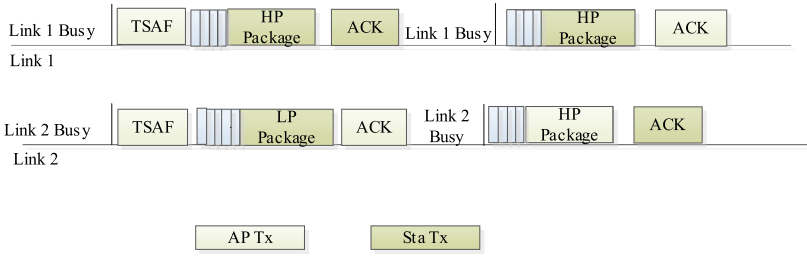 Link 1 Busy
TSAF
HP
Package
ACK
Link 1 Busy
HP
Package
ACK
Link 1
Link 2 Busy
TSAF
LP
Package
ACK
Link 2
Busy
HP
Package
ACK
Link 2
AP Tx
Sta Tx